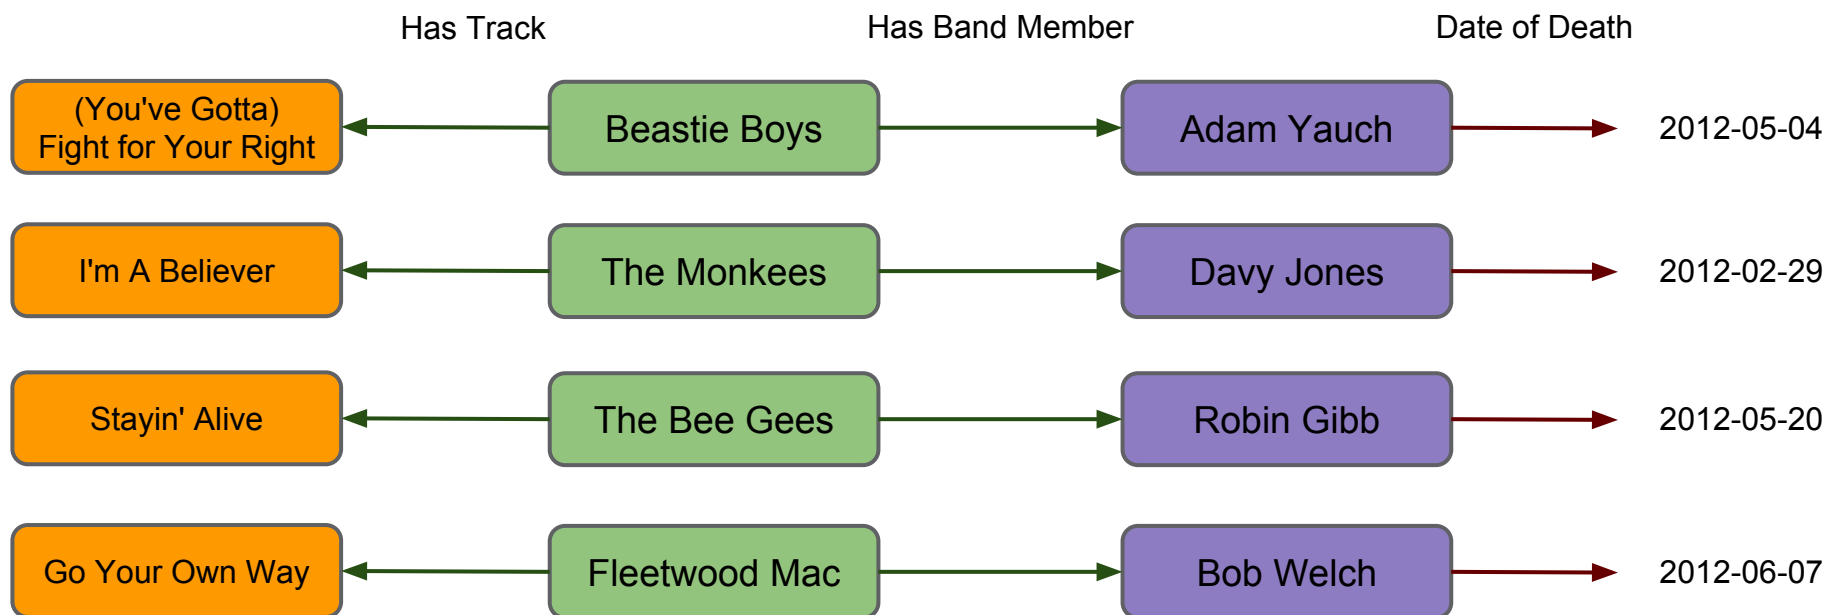 Has Track
Has Band Member
Date of Death
(You've Gotta)
Fight for Your Right
Beastie Boys
Adam Yauch
2012-05-04
I'm A Believer
The Monkees
Davy Jones
2012-02-29
Stayin' Alive
The Bee Gees
Robin Gibb
2012-05-20
Go Your Own Way
Fleetwood Mac
Bob Welch
2012-06-07